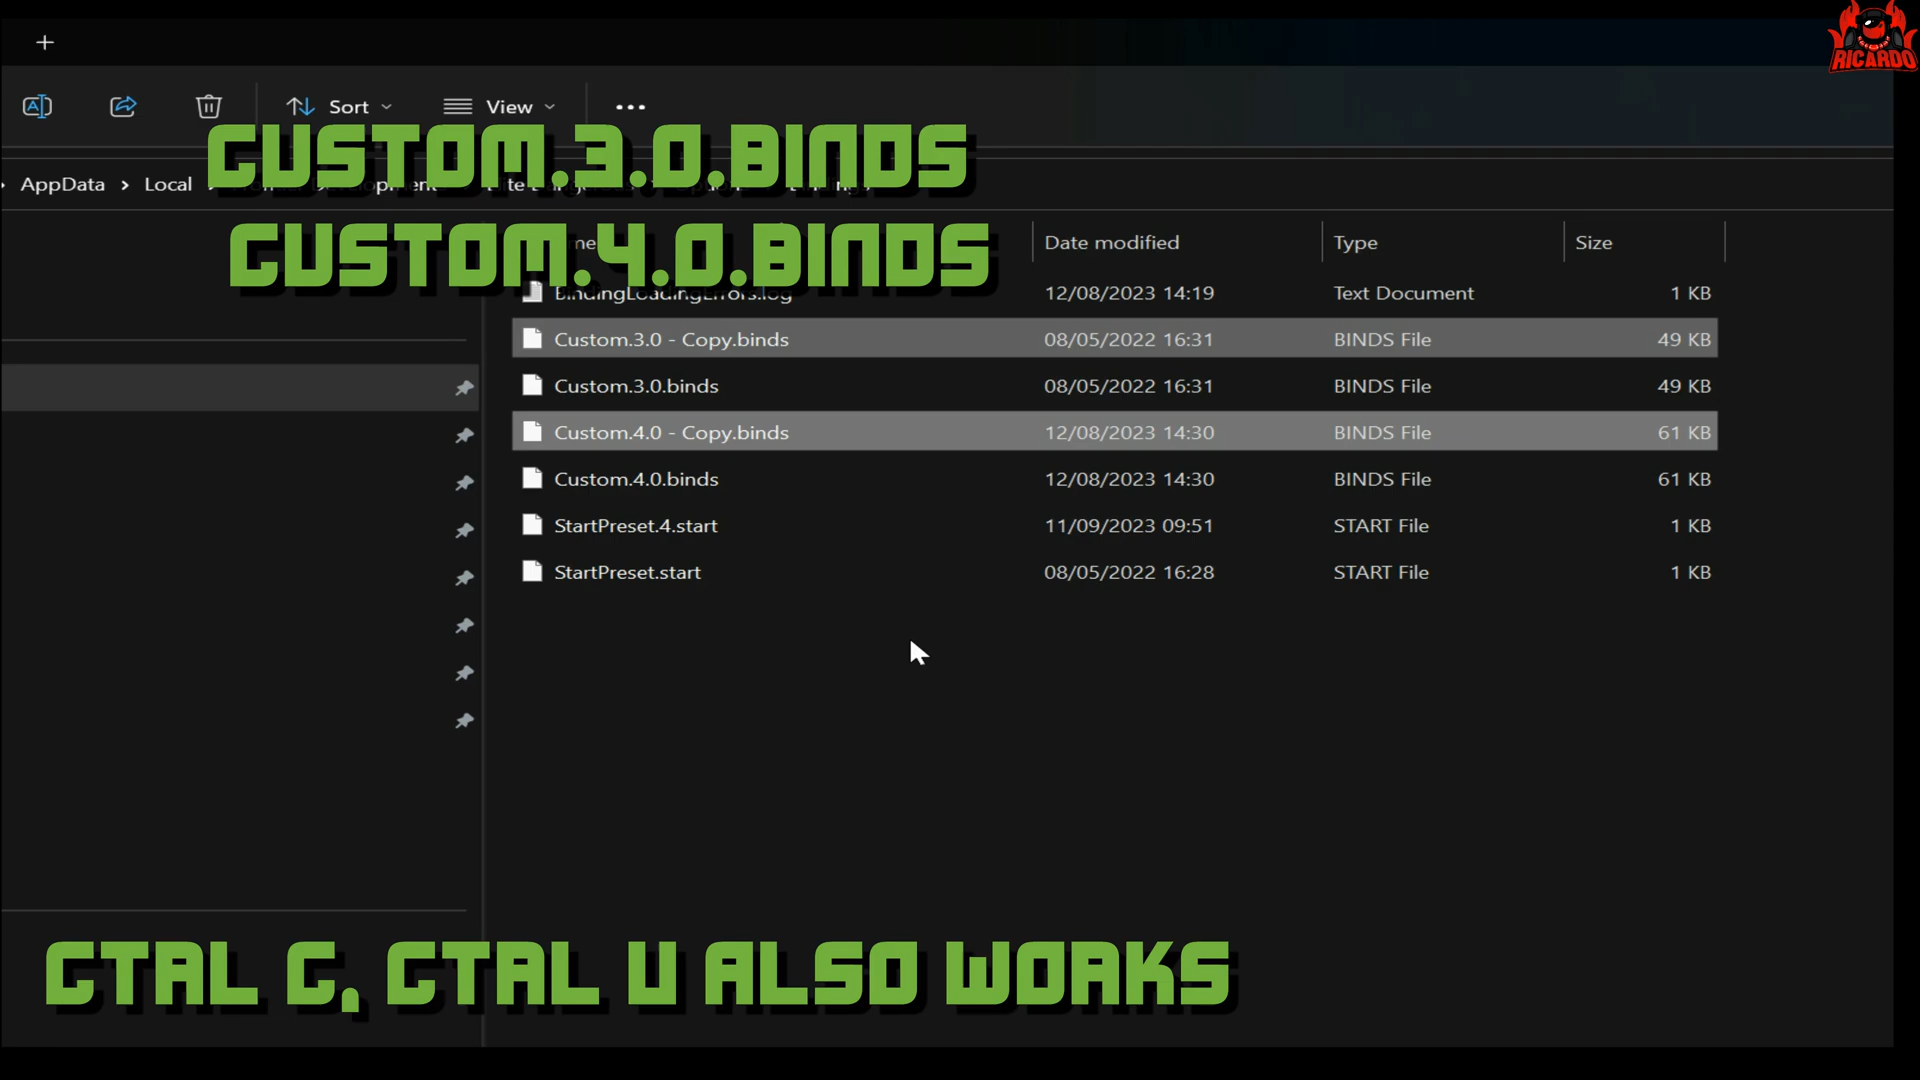 RICARDO
Sort
View
CUSTOM.3.0.BINDS
AppData > Local
CUSTOM.4.0.BINDS
Date modified
Type
Size
BindingLoadingErrors.log 12/08/2023 14:19 Text Document 1 KB
Custom.3.0 - Copy.binds 08/05/2022 16:31 BINDS File 49 KB
Custom.3.0.binds 08/05/2022 16:31 BINDS File 49 KB
Custom.4.0 - Copy.binds 12/08/2023 14:30 BINDS File 61 KB
Custom.4.0.binds 12/08/2023 14:30 BINDS File 61 KB
StartPreset.4.start 11/09/2023 09:51 START File 1 KB
StartPreset.start 08/05/2022 16:28 START File 1 KB
CTRL C, CTRL V ALSO WORKS